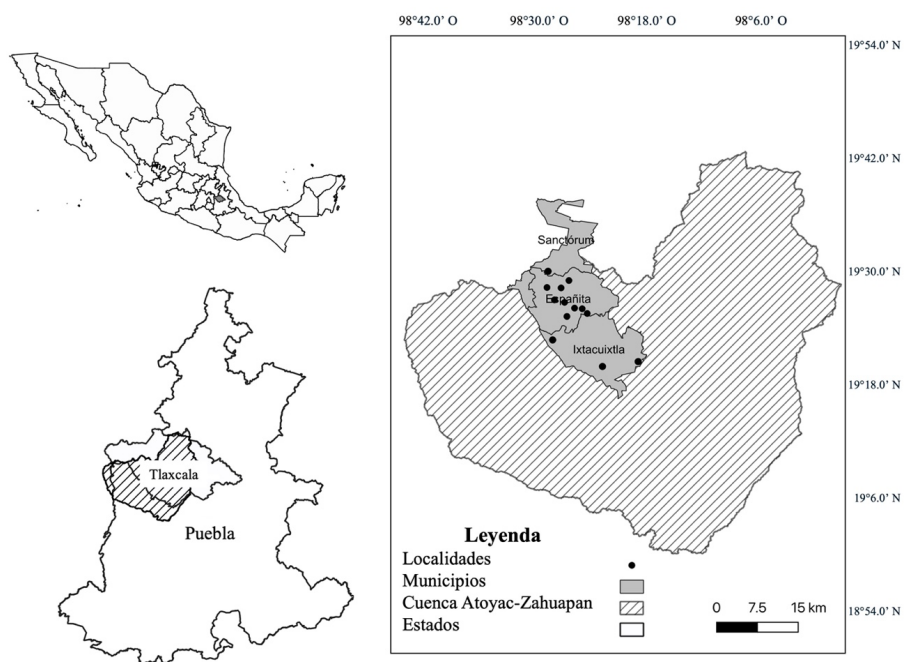 98°42.0' O 98°30.0' O 98°18.0' O 98°6.0' O
19°54.0' N
19°42.0' N
Sanctórum
19°30.0' N
Españita
Ixtacuixtla
19°18.0' N
Tlaxcala
19°6.0' N
Puebla
Leyenda
Localidades
Municipios
Cuenca Atoyac-Zahuapan
Estados
0 7.5 15 km
18°54.0' N